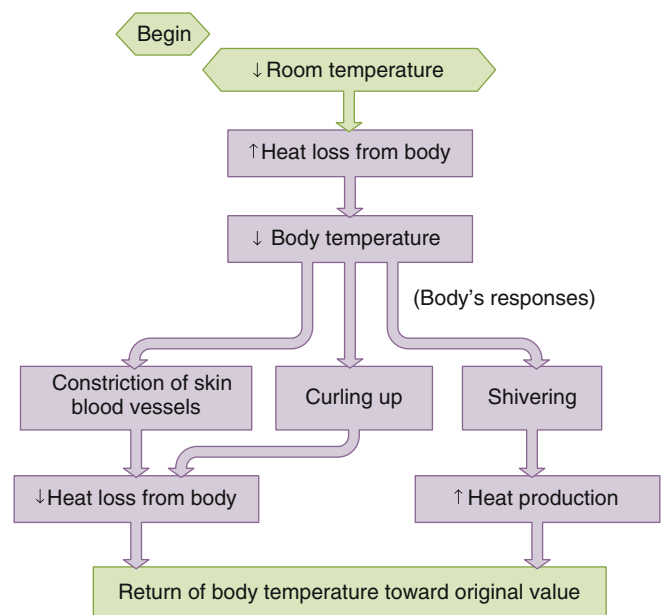 Begin
↓Room temperature
↑Heat loss from body
↓ Body temperature
(Body's responses)
Constriction of skin
blood vessels
Curling up
Shivering
↓Heat loss from body
↑Heat production
Return of body temperature toward original value